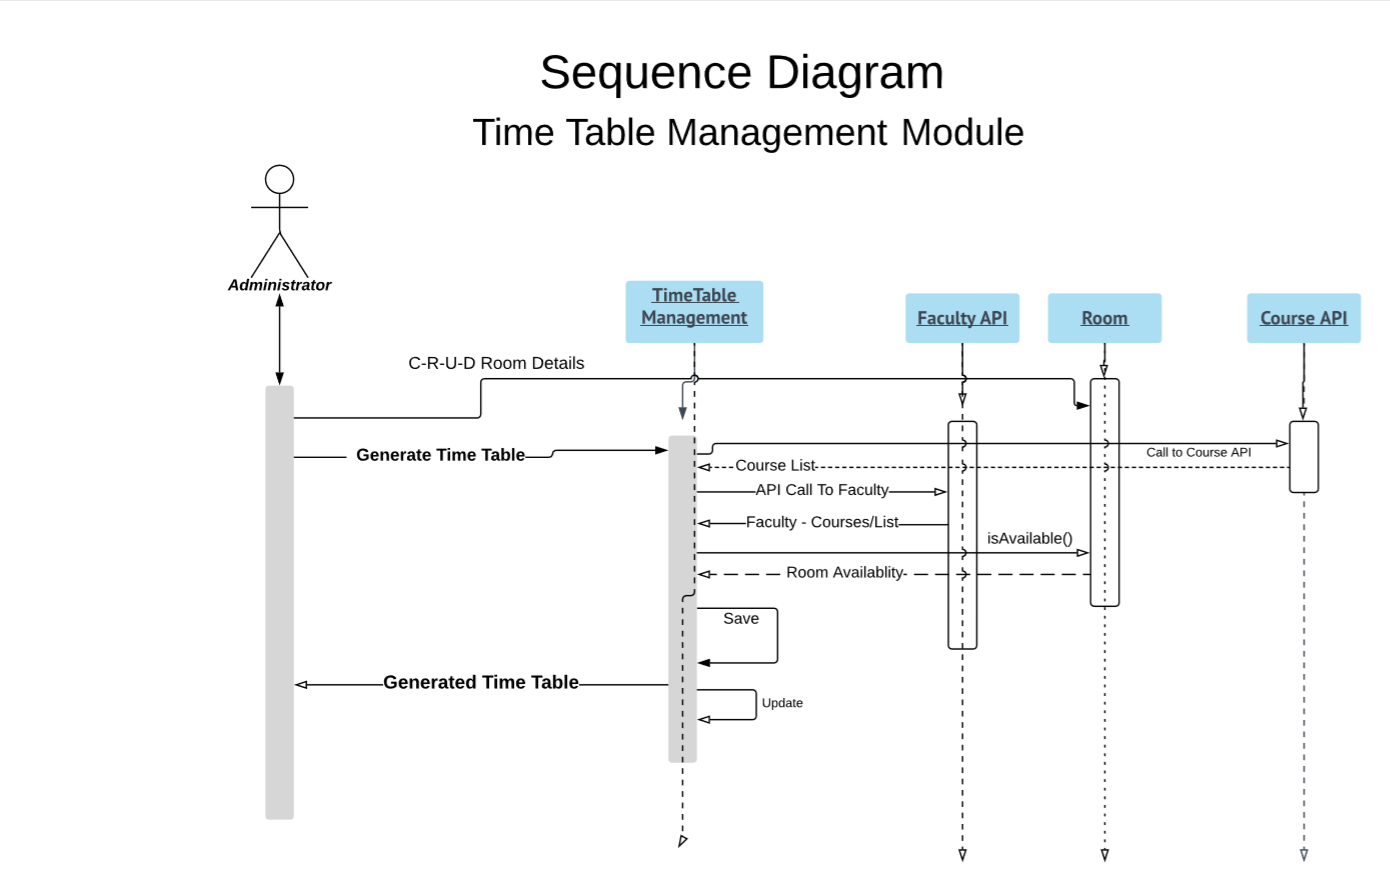 Sequence Diagram
Time Table Management Module
Administrator
TimeTable
Management
Faculty API
Room
Course API
C-R-U-D Room Details
Generate Time Table
Call to Course API
Course List
API Call To Faculty
Faculty - Courses/List
isAvailable()
Room Availablity
Save
Generated Time Table
Update